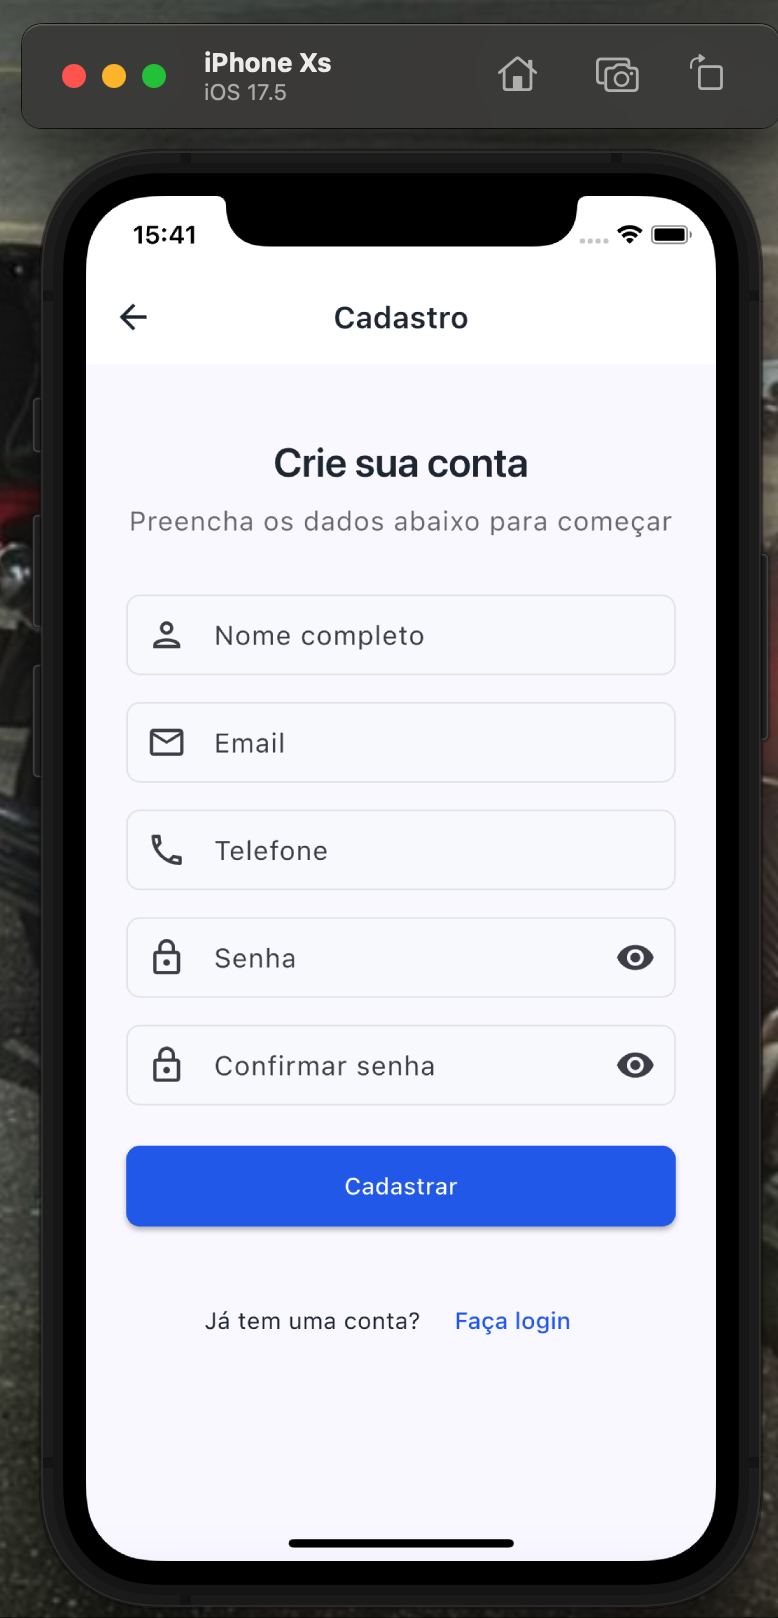 iPhone Xs
iOS 17.5
15:41
Cadastro
Crie sua conta
Preencha os dados abaixo para começar
Nome completo
Email
Telefone
Senha
Confirmar senha
Cadastrar
Já tem uma conta? Faça login